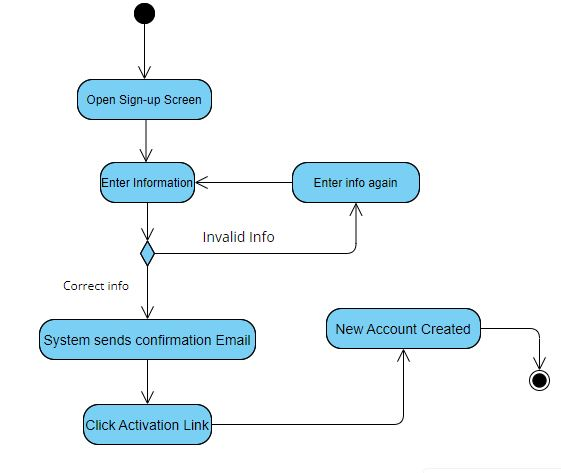 Open Sign-up Screen
Enter Information
Enter info again
Invalid Info
Correct info
System sends confirmation Email
New Account Created
Click Activation Link